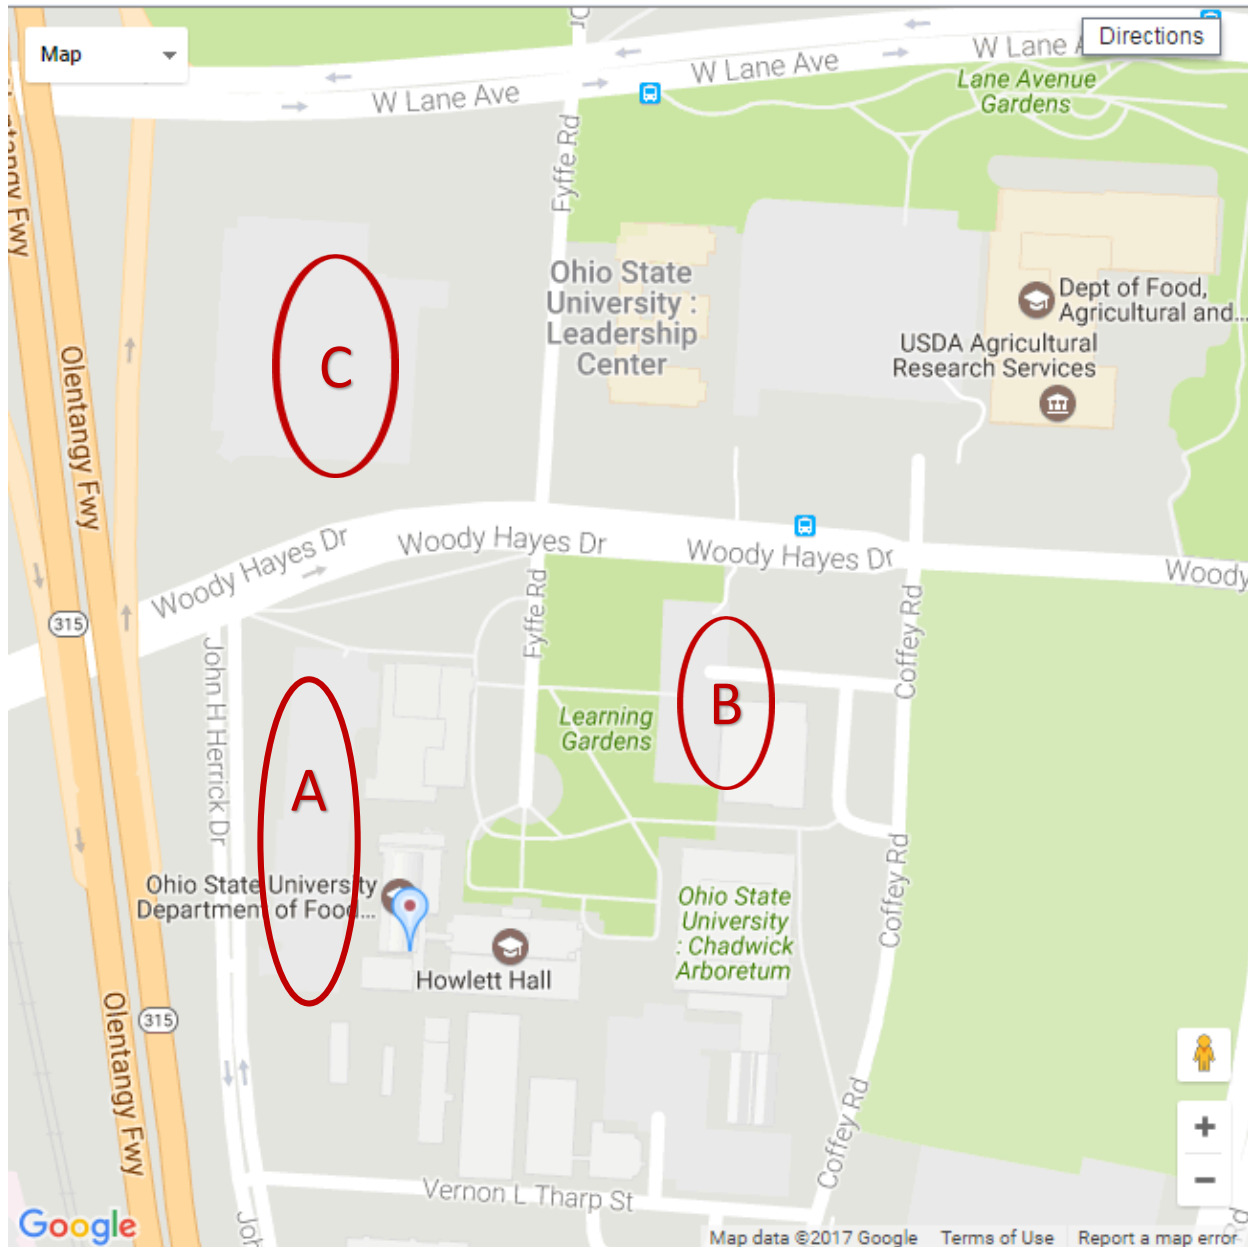 Map
Directions
W Lane Ave
W Lane Ave
W Lane
Lane Avenue
Gardens
Fyffe Rd
Olentangy Fwy
Ohio State
University :
Leadership
Center
Dept of Food,
Agricultural and...
USDA Agricultural
Research Services
C
Olentangy Fwy
Woody Hayes Dr
Woody Hayes Dr
Woody Hayes Dr
Woody
315
John H Herrick Dr
Fyffe Rd
Coffey Rd
Learning
Gardens
B
A
Ohio State University
Department of Food...
Howlett Hall
Ohio State
University
: Chadwick
Arboretum
Coffey Rd
Olentangy Fwy
315
Coffey Rd
Vernon L Tharp St
Google
Map data ©2017 Google
Terms of Use
Report a map error